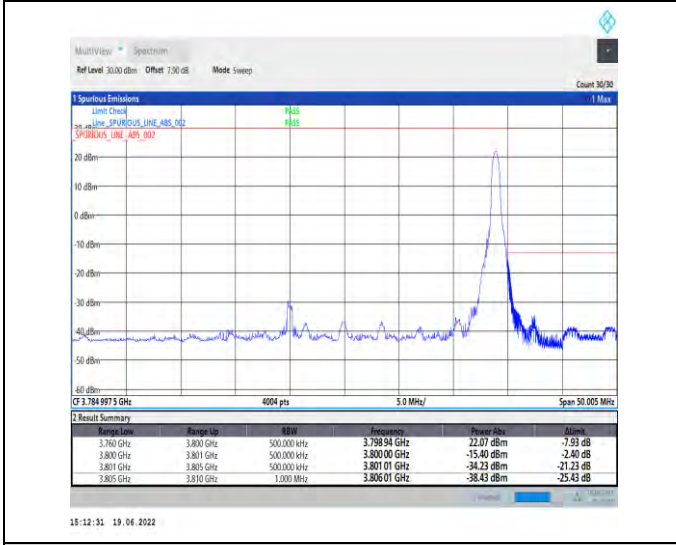 MultiView Spectrum
Ref Level 30.00 dBm Offset 7.90 dB Mode Sweep
Count 30/30
1 Spurious Emissions 1 Max
Limit Check PASS
Line _SPURIOUS_LINE_ABS_002 PASS
_SPURIOUS_LINE_ABS_002
20 dBm
10 dBm
0 dBm
-10 dBm
-20 dBm
-30 dBm
-40 dBm
-50 dBm
-60 dBm
CF 3.784 997 5 GHz 4004 pts 5.0 MHz/ Span 50.005 MHz
2 Result Summary
Range Low Range Up RBW Frequency Power Abs ΔLimit
3.760 GHz 3.800 GHz 500.000 kHz 3.798 94 GHz 22.07 dBm -7.93 dB
3.800 GHz 3.801 GHz 500.000 kHz 3.800 00 GHz -15.40 dBm -2.40 dB
3.801 GHz 3.805 GHz 500.000 kHz 3.801 01 GHz -34.23 dBm -21.23 dB
3.805 GHz 3.810 GHz 1.000 MHz 3.806 01 GHz -38.43 dBm -25.43 dB
15:12:31 19.06.2022